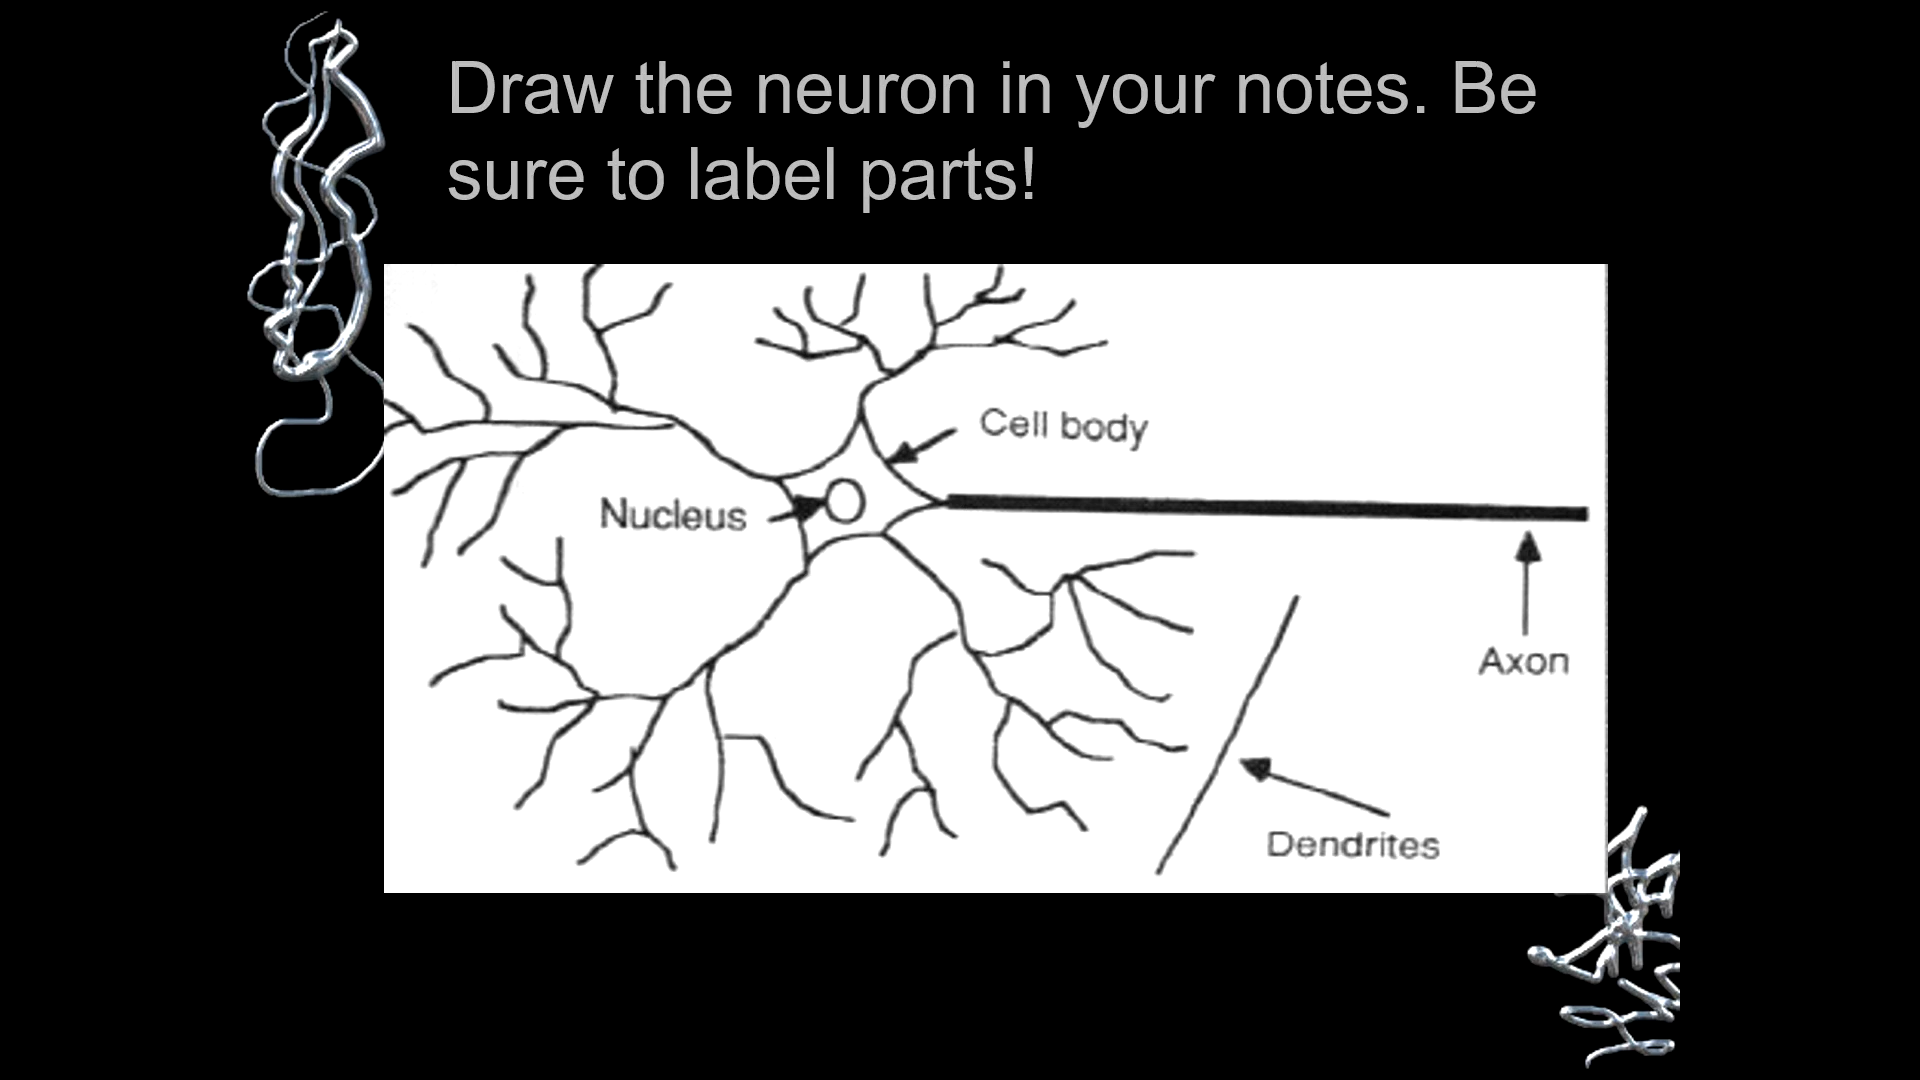 Draw the neuron in your notes. Be
sure to label parts!
Cell body
Nucleus
Axon
Dendrites